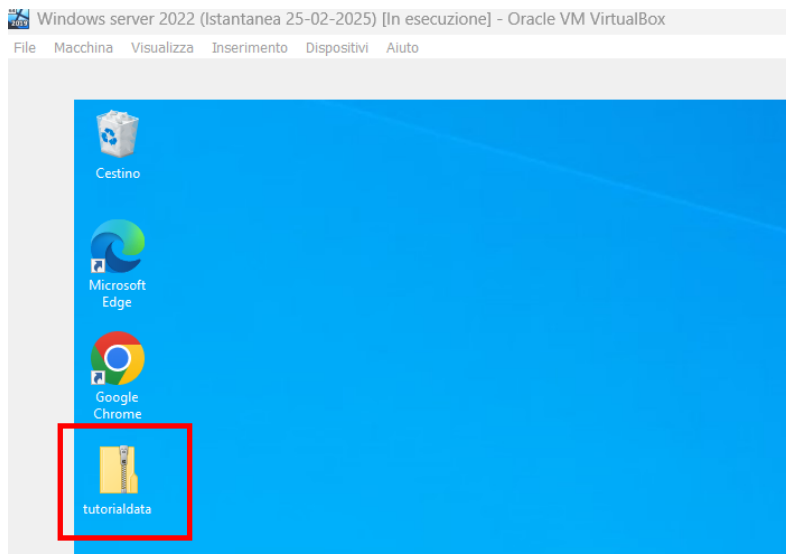 Windows server 2022 (Istantanea 25-02-2025) [In esecuzione] - Oracle VM VirtualBox
File Macchina Visualizza Inserimento Dispositivi Aiuto
Cestino
Microsoft
Edge
Google
Chrome
tutorialdata